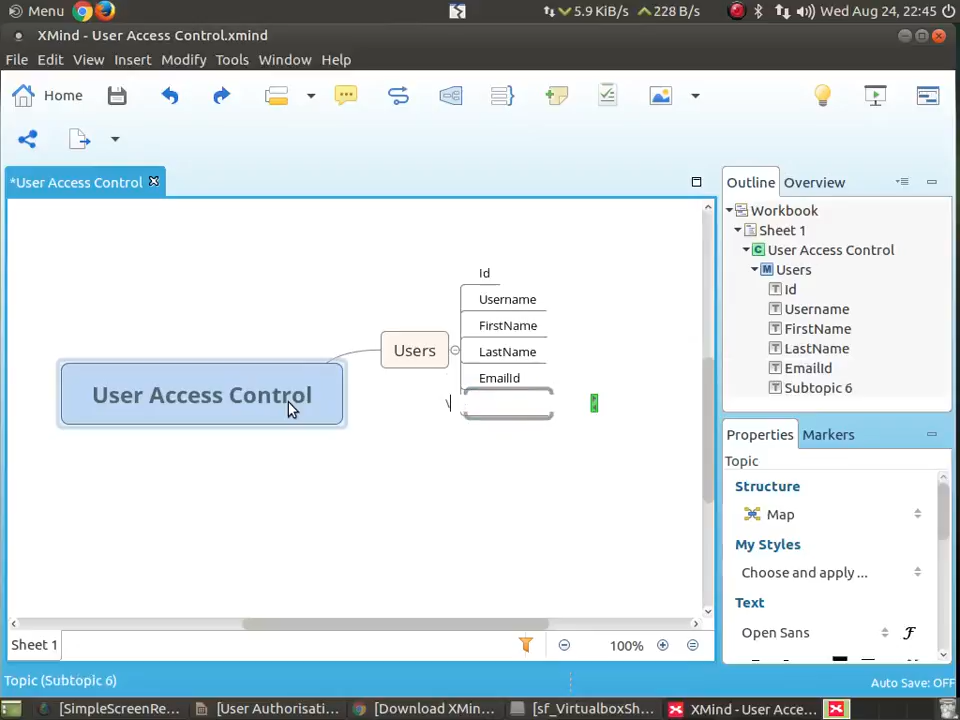 Menu
5.9 KiB/s
228 B/s
Wed Aug 24, 22:45
XMind - User Access Control.xmind
File Edit View Insert Modify Tools Window Help
Home
*User Access Control
Outline
Overview
Workbook
Sheet 1
User Access Control
Users
Id
Username
FirstName
LastName
EmailId
Subtopic 6
Id
Username
FirstName
LastName
EmailId
Users
User Access Control
Properties
Markers
Topic
Structure
Map
My Styles
Choose and apply ...
Text
Open Sans
Sheet 1
100%
Topic (Subtopic 6)
Auto Save: OFF
[SimpleScreenRe...
[User Authorisati...
[Download XMin...
[sf_VirtualboxSh...
XMind - User Acce...